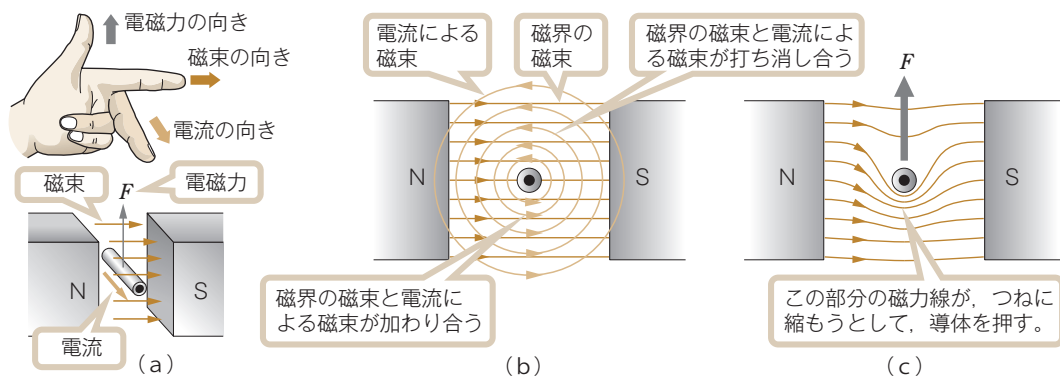 電磁力の向き
磁束の向き
電流の向き
磁束
F
電磁力
N
S
電流
(a)
電流による
磁束
磁界の
磁束
磁界の磁束と電流によ
る磁束が打ち消し合う
N
S
磁界の磁束と電流に
よる磁束が加わり合う
(b)
F
N
S
この部分の磁力線が，つねに
縮もうとして，導体を押す。
(c)